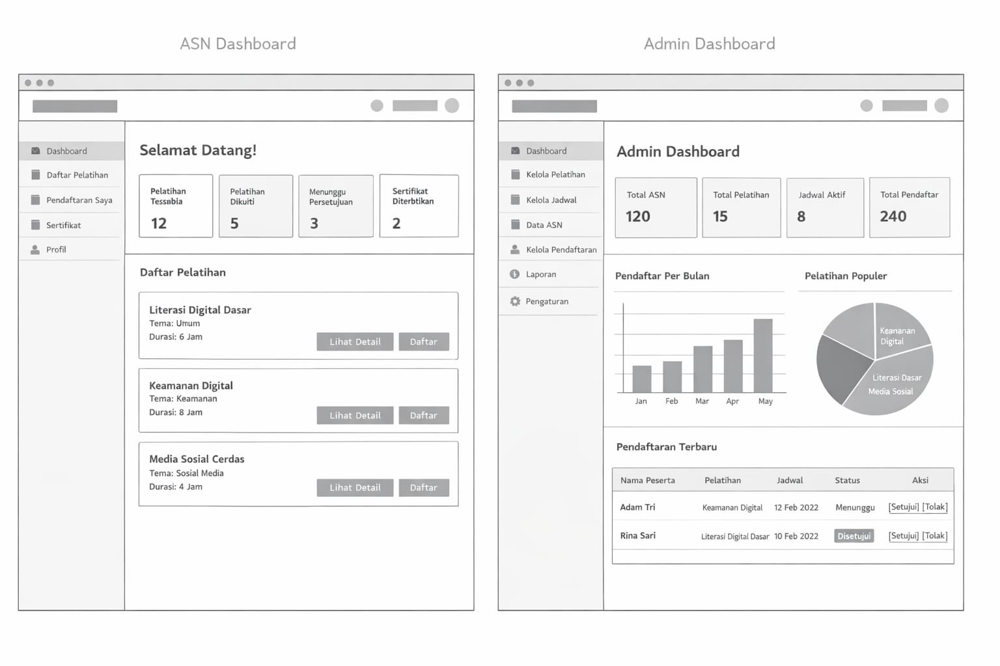 ASN Dashboard
Dashboard
Daftar Pelatihan
Pendaftaran Saya
Sertifikat
Profil
Selamat Datang!
Pelatihan
Tessabia
12
Pelatihan
Dikuiti
5
Menunggu
Persetujuan
3
Sertifikat
Diterbtikan
2
Daftar Pelatihan
Literasi Digital Dasar
Tema: Umum
Durasi: 6 Jam
Lihat Detail
Daftar
Keamanan Digital
Tema: Keamanan
Durasi: 8 Jam
Lihat Detail
Daftar
Media Sosial Cerdas
Tema: Sosial Media
Durasi: 4 Jam
Lihat Detail
Daftar
Admin Dashboard
Dashboard
Kelola Pelatihan
Kelola Jadwal
Data ASN
Kelola Pendaftaran
Laporan
Pengaturan
Admin Dashboard
Total ASN
120
Total Pelatihan
15
Jadwal Aktif
8
Total Pendaftar
240
Pendaftar Per Bulan
Jan Feb Mar Apr May
Pelatihan Populer
Keananan
Digital
Literasi Dasar
Media Sosial
Pendaftaran Terbaru
Nama Peserta Pelatihan Jadwal Status Aksi
Adam Tri Keamanan Digital 12 Feb 2022 Menunggu [Setujui] [Tolak]
Rina Sari Literasi Digital Dasar 10 Feb 2022 Disetujui [Setujui] [Tolak]